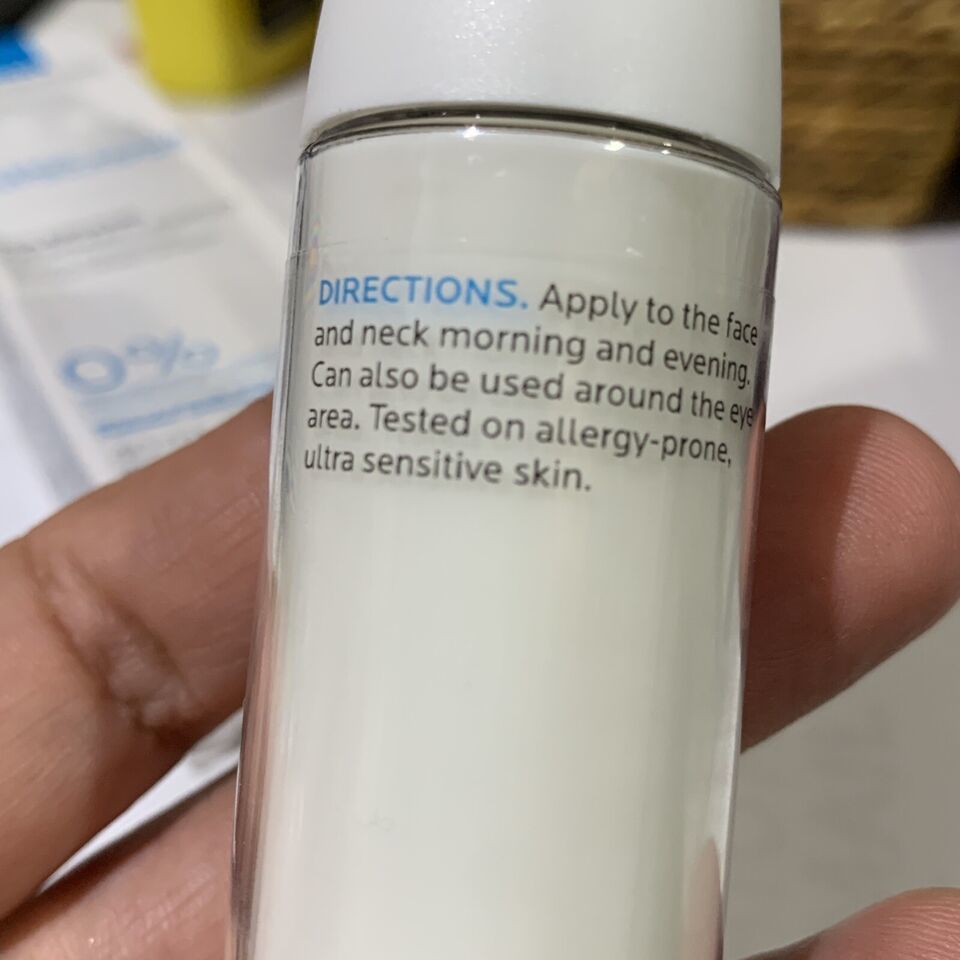 DIRECTIONS. Apply to the face
and neck morning and evening.
Can also be used around the eye
area. Tested on allergy-prone,
ultra sensitive skin.
0%